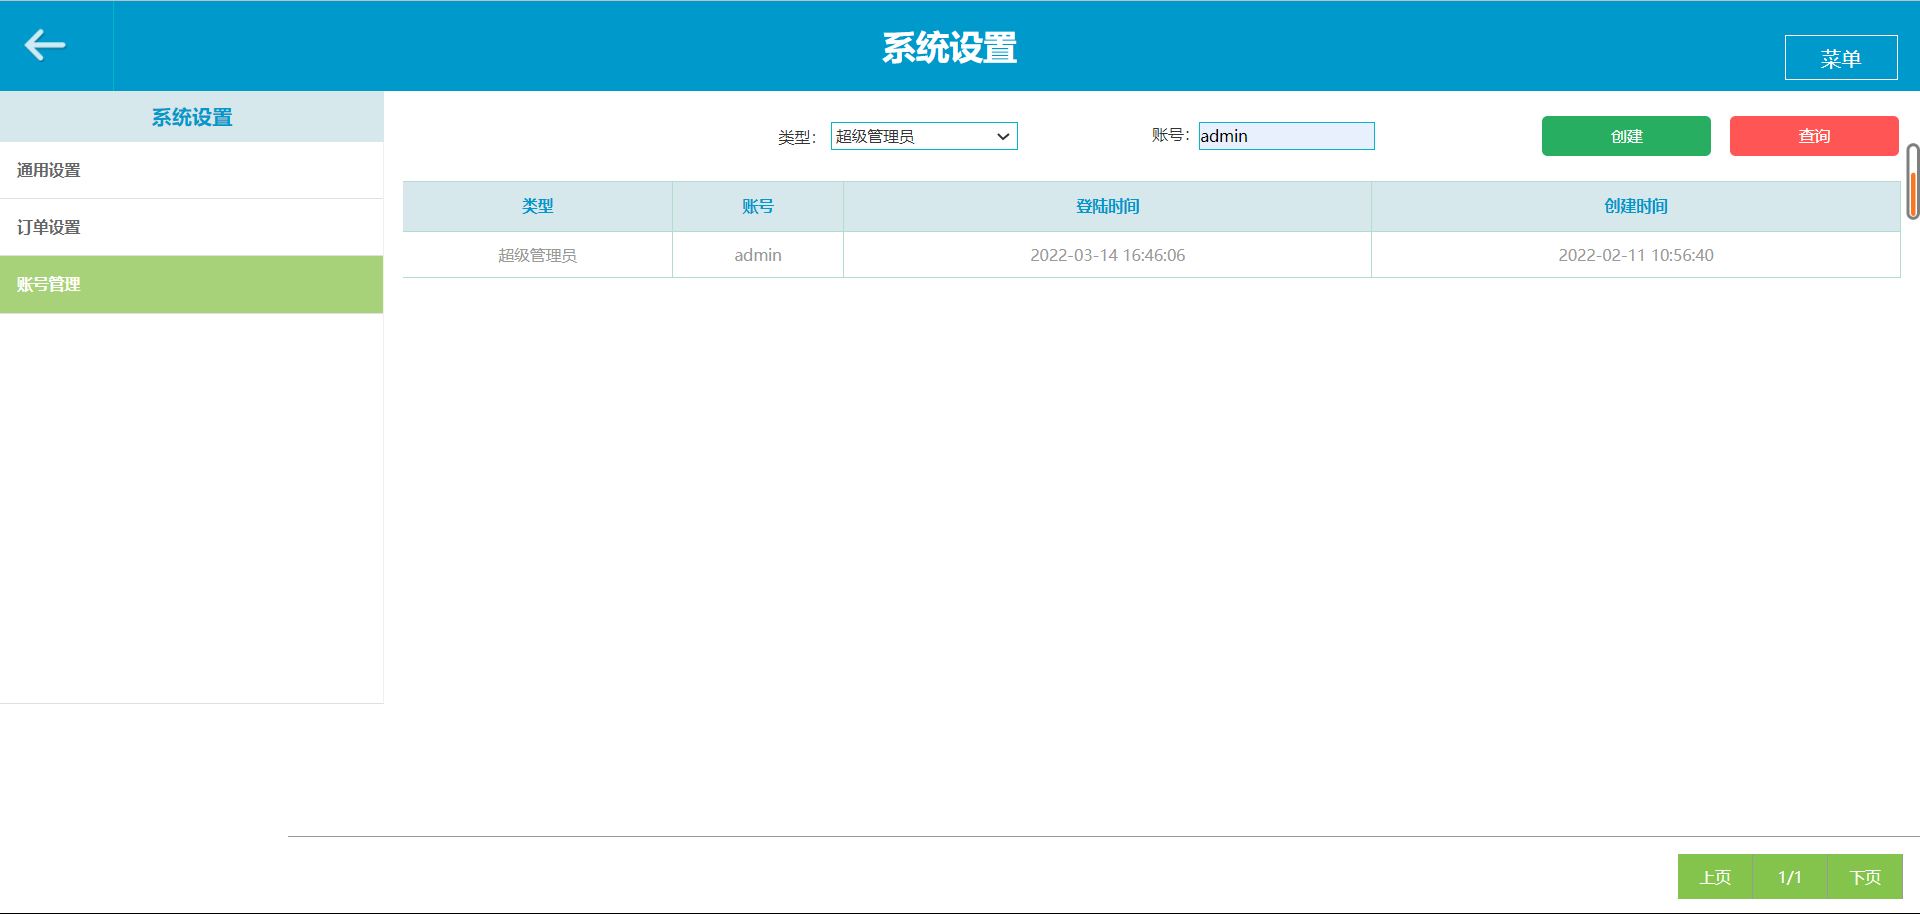 系统设置
菜单
系统设置
通用设置
订单设置
账号管理
类型： 超级管理员 账号： admin 创建 查询
类型 账号 登陆时间 创建时间
超级管理员 admin 2022-03-14 16:46:06 2022-02-11 10:56:40
上页 1/1 下页